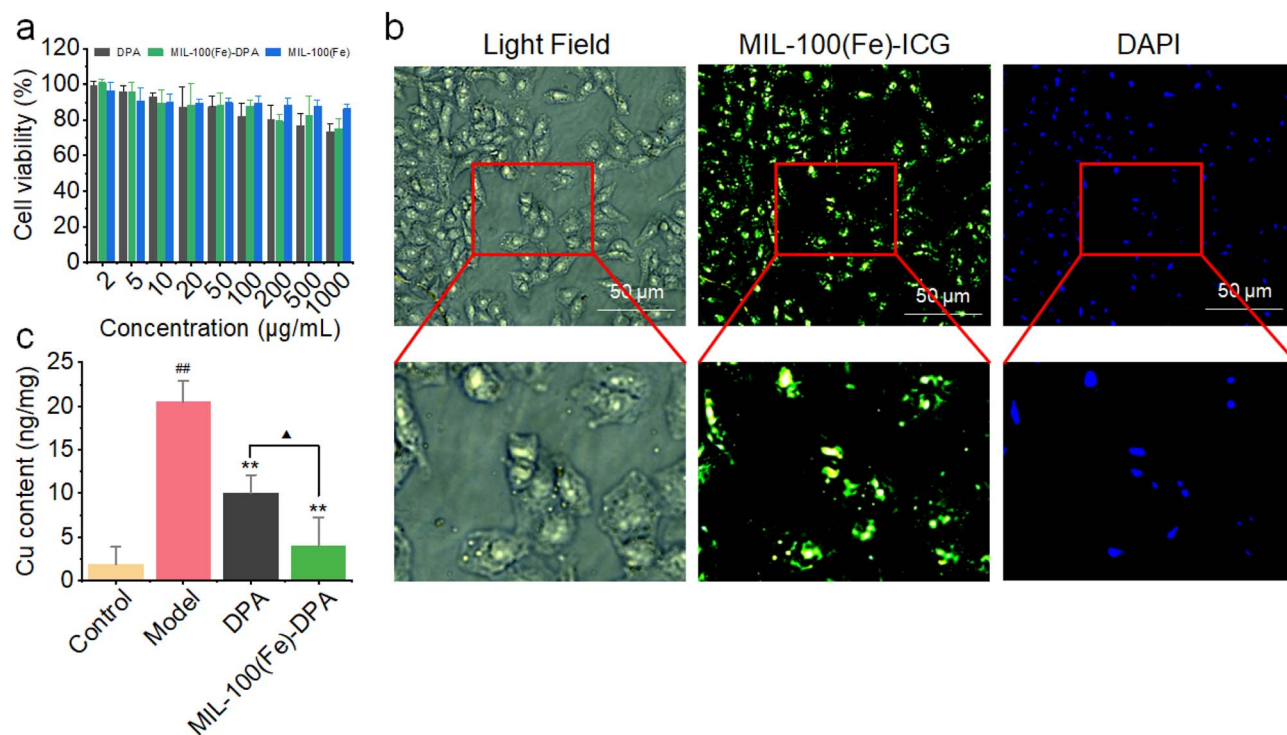 a
120
100
80
60
40
20
0
Cell viability (%)
DPA MIL-100(Fe)-DPA MIL-100(Fe)
2 5 10 20 50 100 200 500 1000
Concentration (µg/mL)
b
Light Field MIL-100(Fe)-ICG DAPI
50 µm 50 µm 50 µm
c
25
20
15
10
5
0
Cu content (ng/mg)
##
**
▲
**
Control Model DPA MIL-100(Fe)-DPA